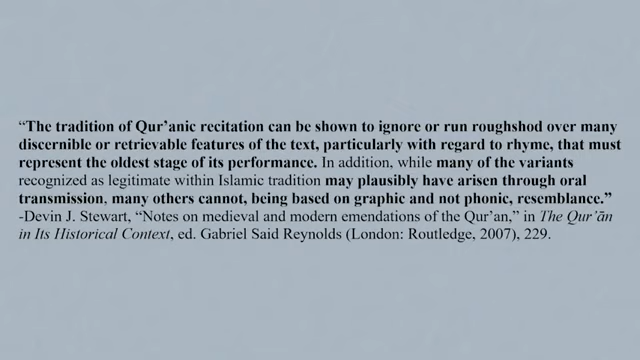 “The tradition of Qur’anic recitation can be shown to ignore or run roughshod over many
discernible or retrievable features of the text, particularly with regard to rhyme, that must
represent the oldest stage of its performance. In addition, while many of the variants
recognized as legitimate within Islamic tradition may plausibly have arisen through oral
transmission, many others cannot, being based on graphic and not phonic, resemblance.”
-Devin J. Stewart, “Notes on medieval and modern emendations of the Qur’an,” in The Qur’ān
in Its Historical Context, ed. Gabriel Said Reynolds (London: Routledge, 2007), 229.